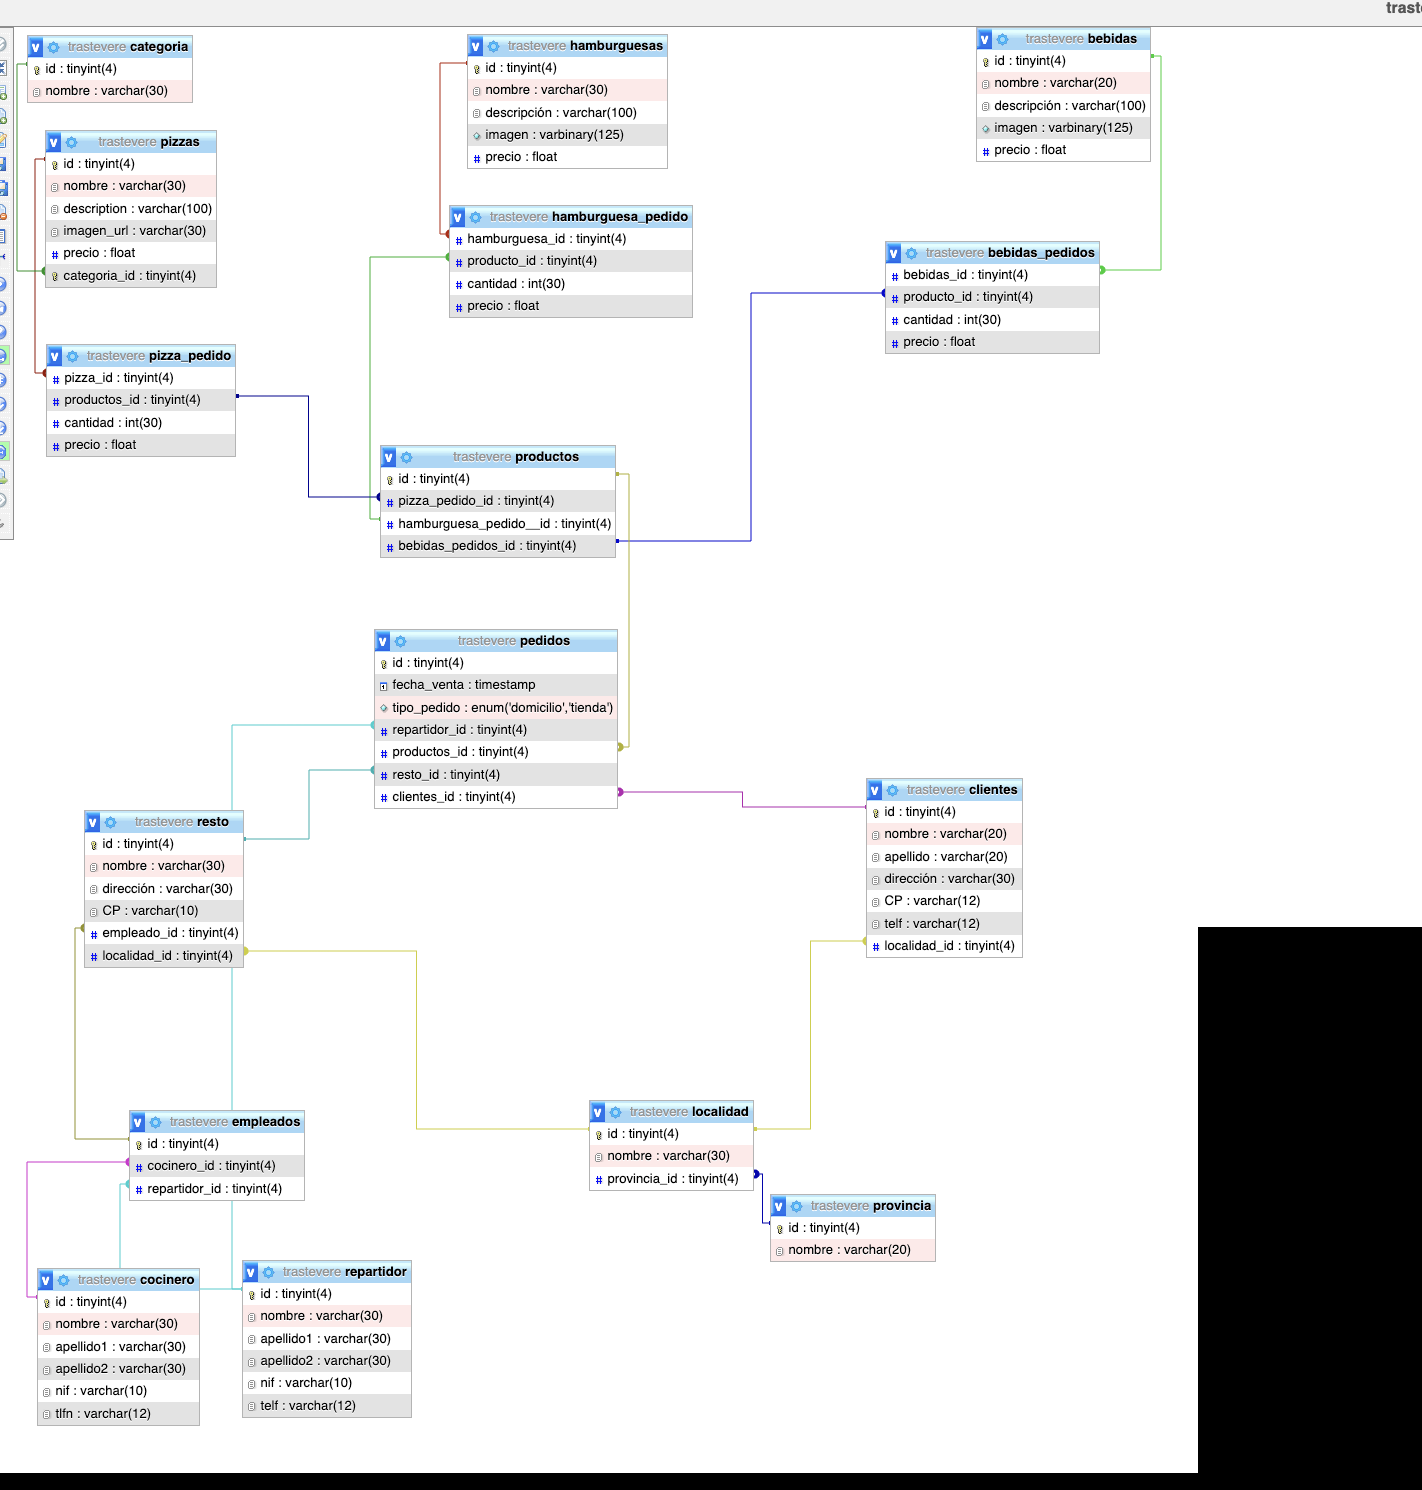 trast
trastevere categoria
id : tinyint(4)
nombre : varchar(30)
trastevere pizzas
id : tinyint(4)
nombre : varchar(30)
description : varchar(100)
imagen_url : varchar(30)
precio : float
categoria_id : tinyint(4)
trastevere pizza_pedido
pizza_id : tinyint(4)
productos_id : tinyint(4)
cantidad : int(30)
precio : float
trastevere hamburguesas
id : tinyint(4)
nombre : varchar(30)
descripción : varchar(100)
imagen : varbinary(125)
precio : float
trastevere hamburguesa_pedido
hamburguesa_id : tinyint(4)
producto_id : tinyint(4)
cantidad : int(30)
precio : float
trastevere bebidas
id : tinyint(4)
nombre : varchar(20)
descripción : varchar(100)
imagen : varbinary(125)
precio : float
trastevere bebidas_pedidos
bebidas_id : tinyint(4)
producto_id : tinyint(4)
cantidad : int(30)
precio : float
trastevere productos
id : tinyint(4)
pizza_pedido_id : tinyint(4)
hamburguesa_pedido__id : tinyint(4)
bebidas_pedidos_id : tinyint(4)
trastevere pedidos
id : tinyint(4)
fecha_venta : timestamp
tipo_pedido : enum('domicilio','tienda')
repartidor_id : tinyint(4)
productos_id : tinyint(4)
resto_id : tinyint(4)
clientes_id : tinyint(4)
trastevere resto
id : tinyint(4)
nombre : varchar(30)
dirección : varchar(30)
CP : varchar(10)
empleado_id : tinyint(4)
localidad_id : tinyint(4)
trastevere clientes
id : tinyint(4)
nombre : varchar(20)
apellido : varchar(20)
dirección : varchar(30)
CP : varchar(12)
telf : varchar(12)
localidad_id : tinyint(4)
trastevere empleados
id : tinyint(4)
cocinero_id : tinyint(4)
repartidor_id : tinyint(4)
trastevere localidad
id : tinyint(4)
nombre : varchar(30)
provincia_id : tinyint(4)
trastevere provincia
id : tinyint(4)
nombre : varchar(20)
trastevere cocinero
id : tinyint(4)
nombre : varchar(30)
apellido1 : varchar(30)
apellido2 : varchar(30)
nif : varchar(10)
tlfn : varchar(12)
trastevere repartidor
id : tinyint(4)
nombre : varchar(30)
apellido1 : varchar(30)
apellido2 : varchar(30)
nif : varchar(10)
telf : varchar(12)